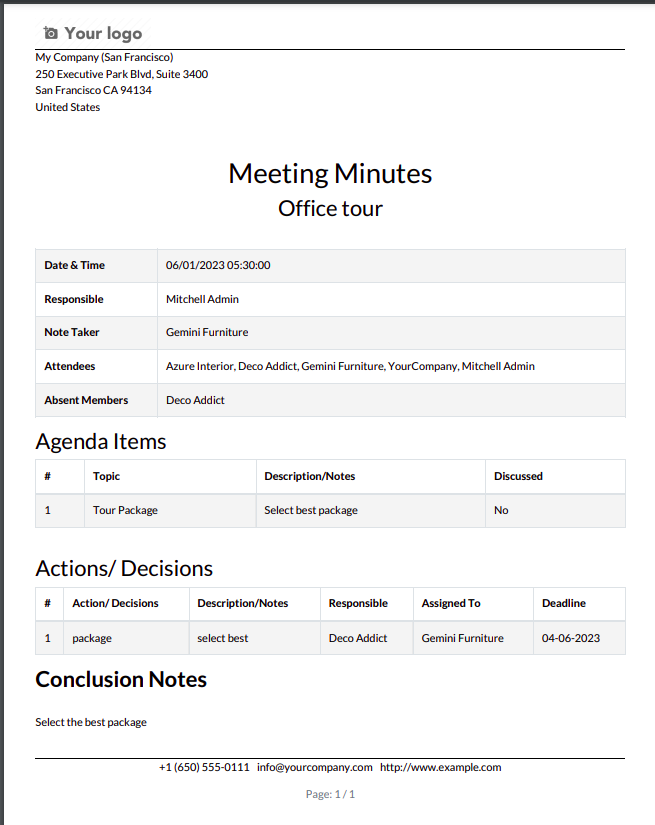 Your logo
My Company (San Francisco)
250 Executive Park Blvd, Suite 3400
San Francisco CA 94134
United States
Meeting Minutes
Office tour
Date & Time 06/01/2023 05:30:00
Responsible Mitchell Admin
Note Taker Gemini Furniture
Attendees Azure Interior, Deco Addict, Gemini Furniture, YourCompany, Mitchell Admin
Absent Members Deco Addict
Agenda Items
# Topic Description/Notes Discussed
1 Tour Package Select best package No
Actions/ Decisions
# Action/ Decisions Description/Notes Responsible Assigned To Deadline
1 package select best Deco Addict Gemini Furniture 04-06-2023
Conclusion Notes
Select the best package
+1 (650) 555-0111 info@yourcompany.com http://www.example.com
Page: 1 / 1